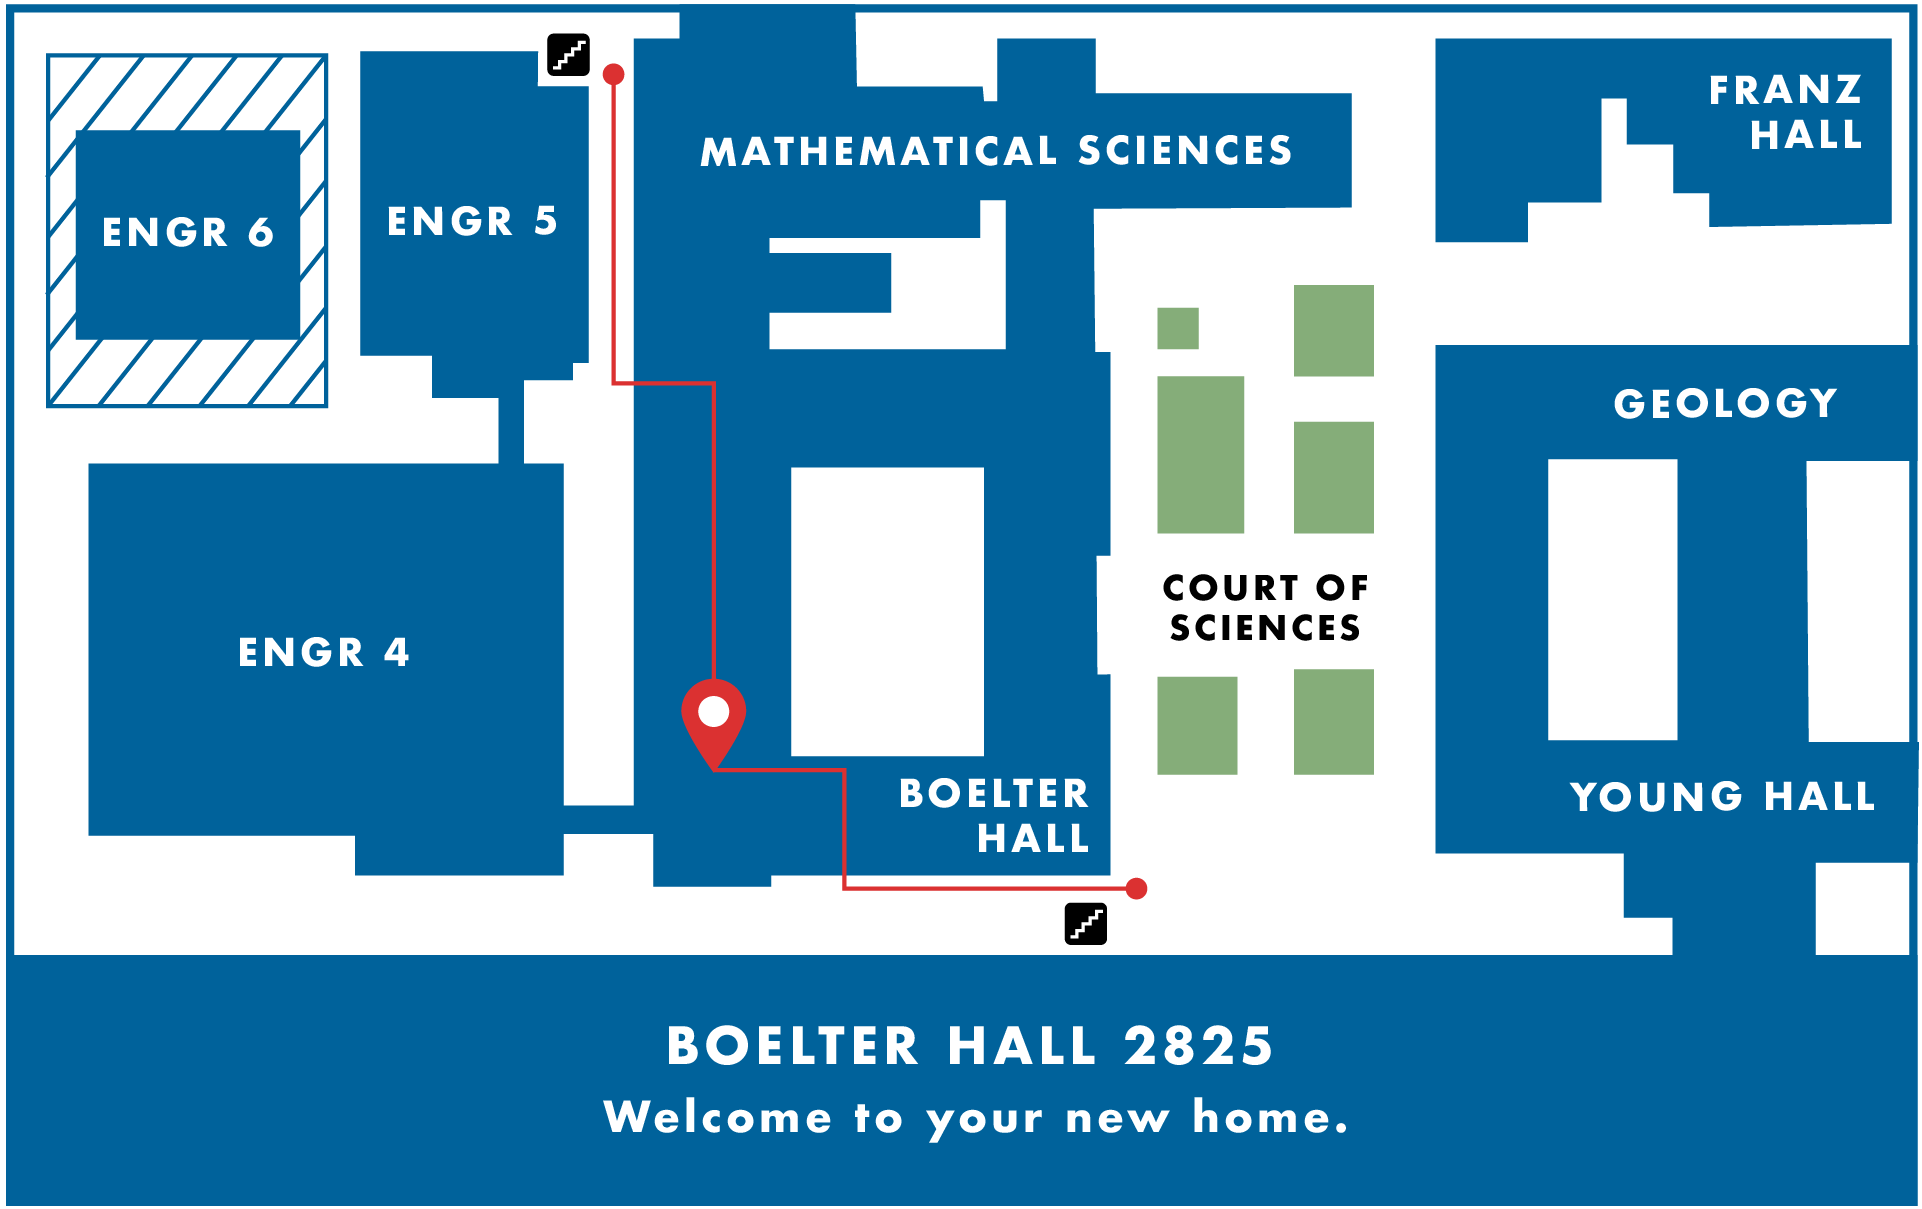 FRANZ
HALL
MATHEMATICAL SCIENCES
ENGR 6
ENGR 5
GEOLOGY
COURT OF
SCIENCES
ENGR 4
BOELTER
HALL
YOUNG HALL
BOELTER HALL 2825
Welcome to your new home.